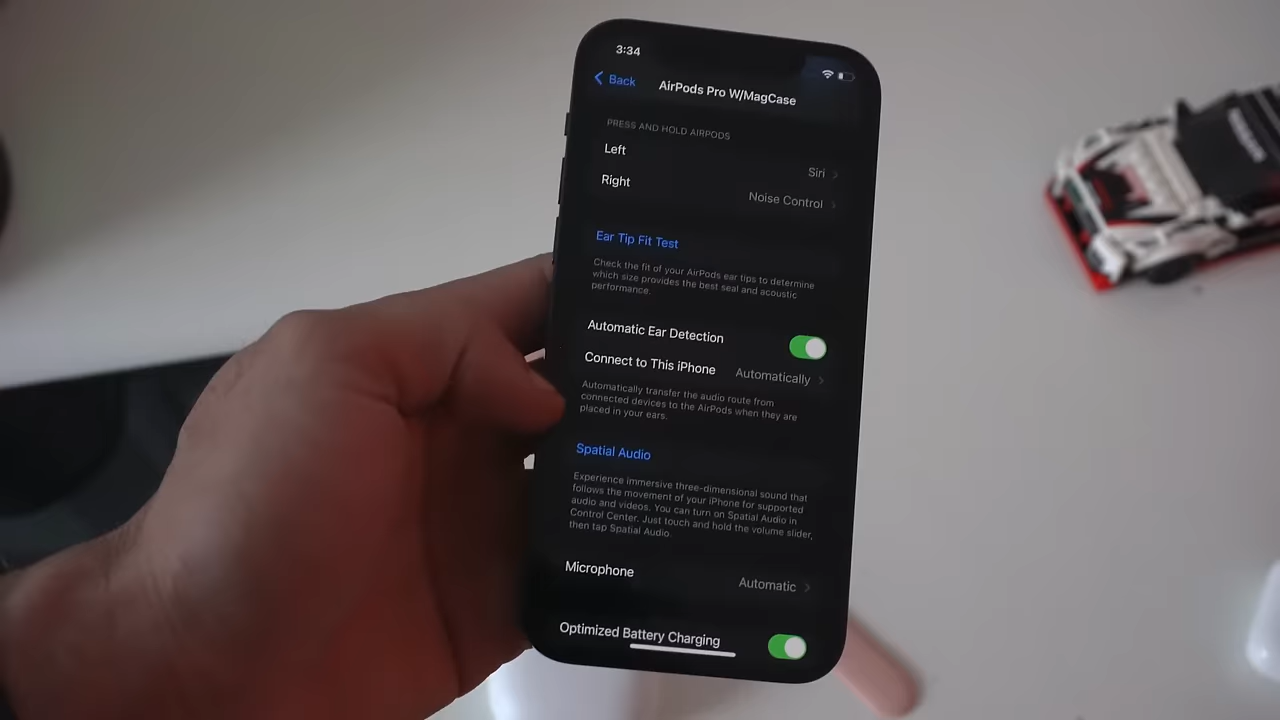 3:34
Back
AirPods Pro W/MagCase
PRESS AND HOLD AIRPODS
Left
Siri
Right
Noise Control
Ear Tip Fit Test
Check the fit of your AirPods ear tips to determine
which size provides the best seal and acoustic
performance.
Automatic Ear Detection
Connect to This iPhone
Automatically
Automatically transfer the audio route from
connected devices to the AirPods when they are
placed in your ears.
Spatial Audio
Experience immersive three-dimensional sound that
follows the movement of your iPhone for supported
audio and videos. You can turn on Spatial Audio in
Control Center. Just touch and hold the volume slider,
then tap Spatial Audio
Microphone
Automatic
Optimized Battery Charging